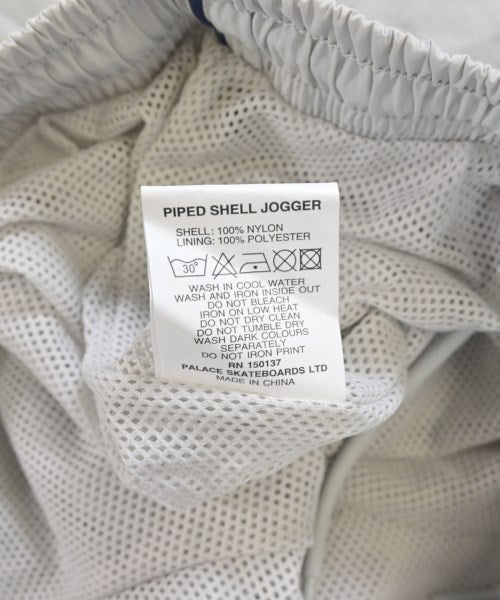 PIPED SHELL JOGGER
SHELL: 100% NYLON
LINING: 100% POLYESTER
30°
WASH IN COOL WATER
WASH AND IRON INSIDE OUT
DO NOT BLEACH
IRON ON LOW HEAT
DO NOT DRY CLEAN
DO NOT TUMBLE DRY
WASH DARK COLOURS
SEPARATELY
DO NOT IRON PRINT
RN 150137
PALACE SKATEBOARDS LTD
MADE IN CHINA